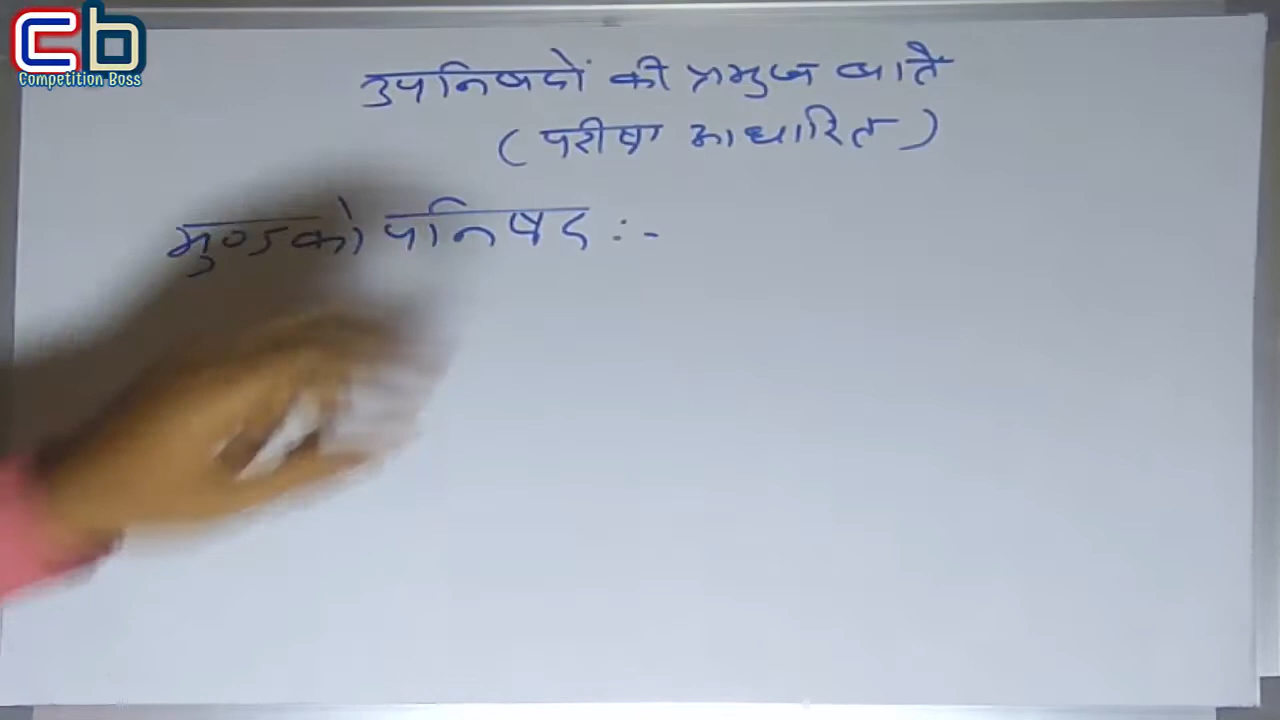 Cb
Competition Boss
उपनिषदों की प्रमुख बातें
(परीक्षा आधारित)
मुण्डकोपनिषद :-